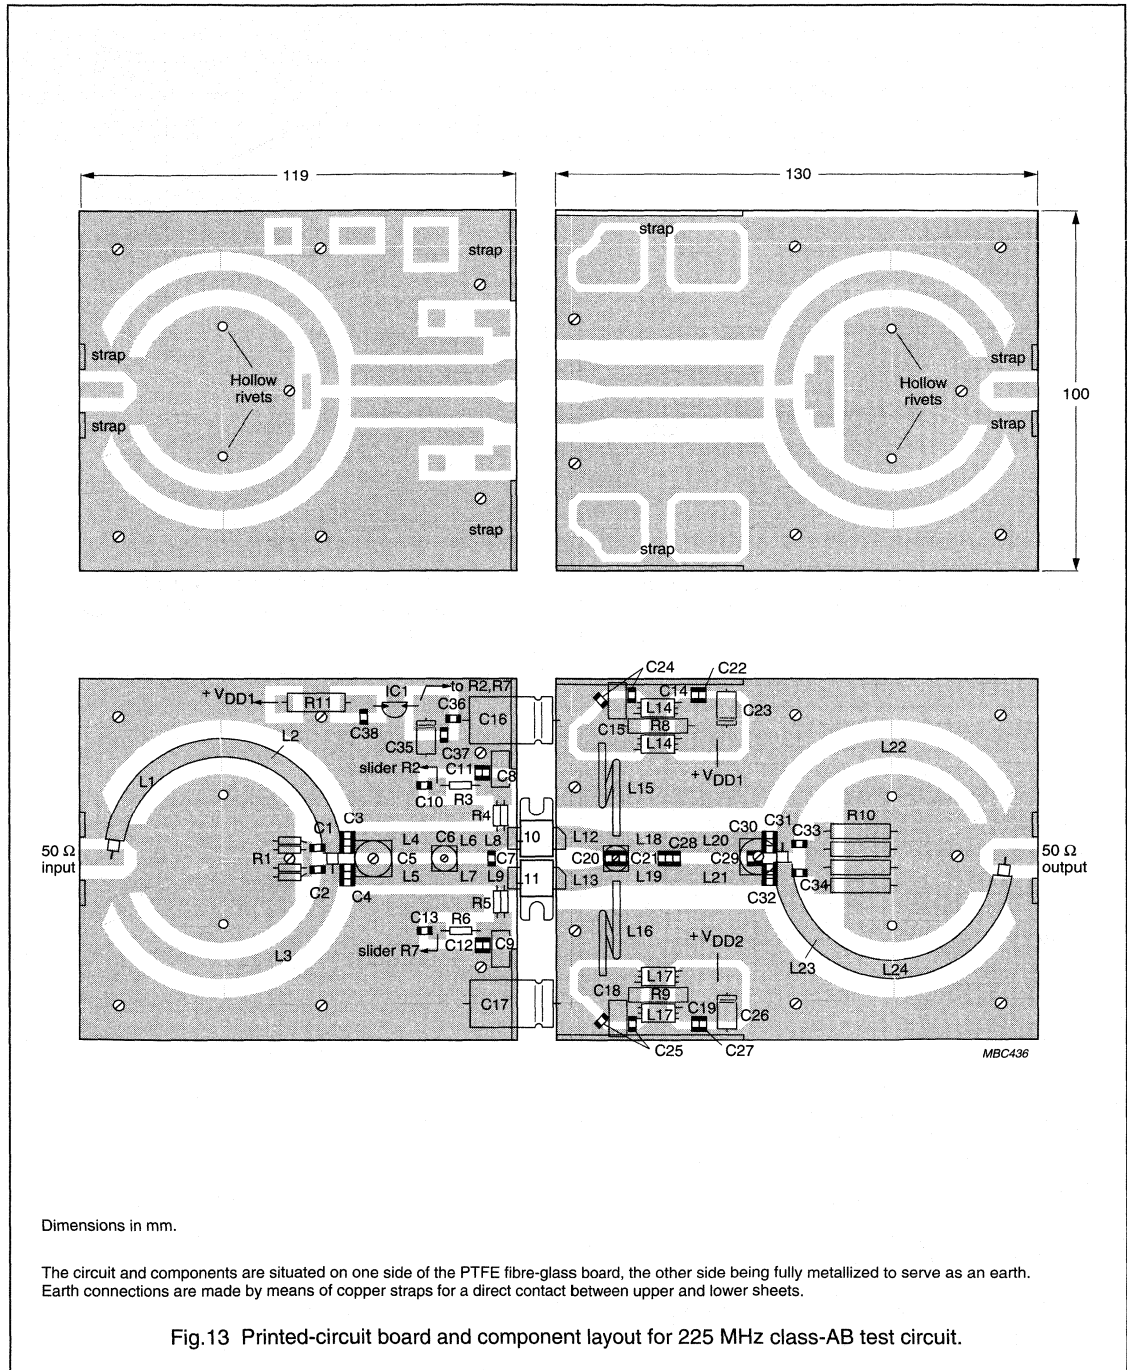 119
130
strap
strap
strap
strap
Hollow
rivets
Hollow
rivets
strap
strap
100
strap
strap
strap
strap
C24
C22
+ VDD1
R11
IC1
to R2,R7
C36
C16
C14
L14
C23
C38
C35
C37
C15
R8
L14
L2
L22
slider R2
C11
C8
+ VDD1
L1
C10
R3
L15
R4
C1
C3
C30
C31
C33
R10
L4
C6
L6
L8
10
L12
L18
L20
50 Ω
input
R1
C5
C7
C20
C21
C28
C29
50 Ω
output
L5
L7
L9
11
L13
L19
L21
C2
C4
C32
C34
R5
C13
R6
L16
+ VDD2
slider R7
C12
C9
L3
L23
L24
L17
C18
R9
C19
C17
L17
C26
C25
C27
MBC436
Dimensions in mm.
The circuit and components are situated on one side of the PTFE fibre-glass board, the other side being fully metallized to serve as an earth.
Earth connections are made by means of copper straps for a direct contact between upper and lower sheets.
Fig.13 Printed-circuit board and component layout for 225 MHz class-AB test circuit.